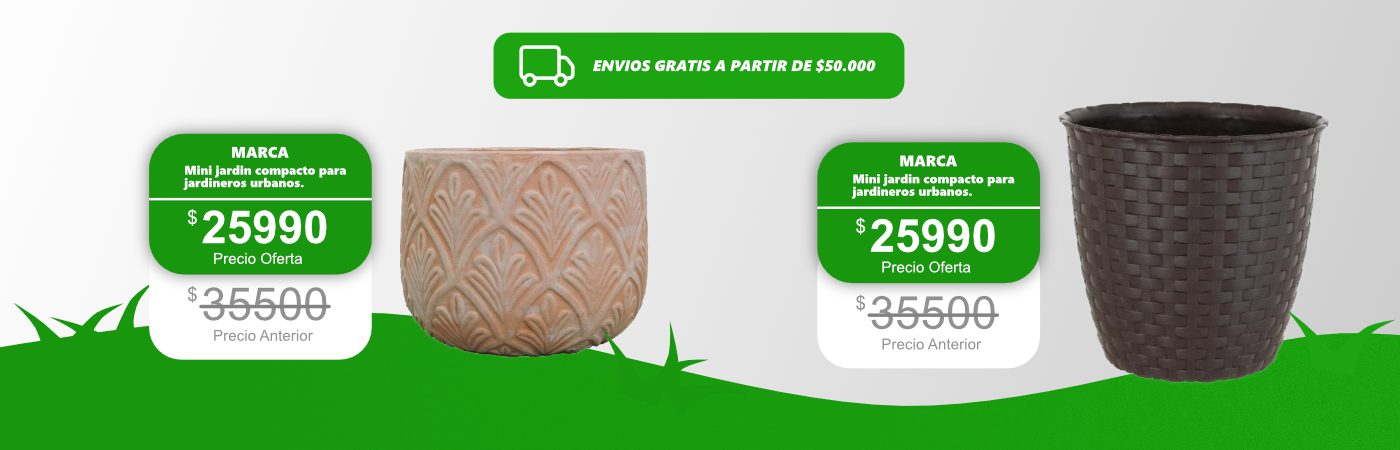 ENVIOS GRATIS A PARTIR DE $50.000
MARCA
Mini jardin compacto para
jardineros urbanos.
$ 25990
Precio Oferta
$ 35500
Precio Anterior
MARCA
Mini jardin compacto para
jardineros urbanos.
$ 25990
Precio Oferta
$ 35500
Precio Anterior